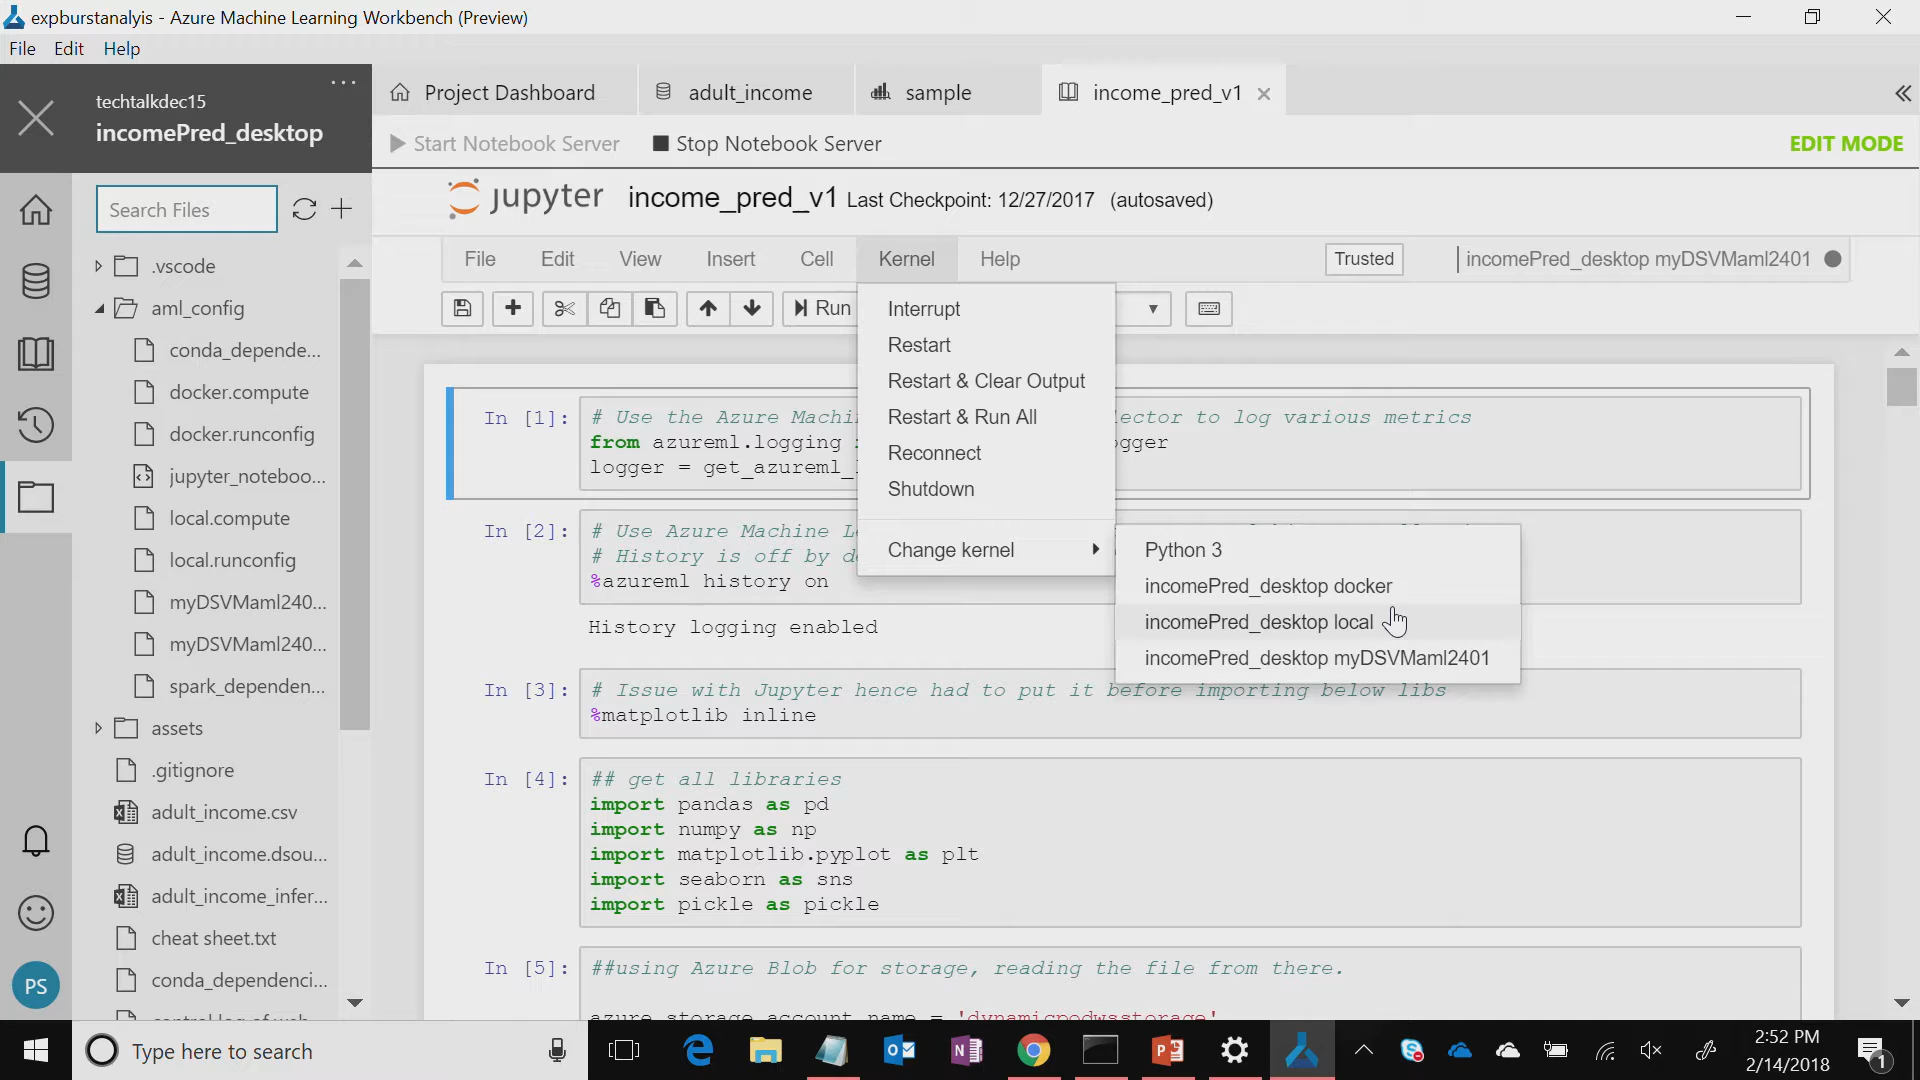 expburstanalyis - Azure Machine Learning Workbench (Preview)
File Edit Help
techtalkdec15
incomePred_desktop
Project Dashboard
adult_income
sample
income_pred_v1
Start Notebook Server
Stop Notebook Server
EDIT MODE
jupyter income_pred_v1 Last Checkpoint: 12/27/2017 (autosaved)
File Edit View Insert Cell Kernel Help
Trusted
incomePred_desktop myDSVMaml2401
Run
Search Files
.vscode
aml_config
conda_depende...
docker.compute
docker.runconfig
jupyter_noteboo...
local.compute
local.runconfig
myDSVMaml240...
myDSVMaml240...
spark_dependen...
assets
.gitignore
adult_income.csv
adult_income.dsou...
adult_income_infer...
cheat sheet.txt
conda_dependenci...
PS
Interrupt
Restart
Restart & Clear Output
Restart & Run All
Reconnect
Shutdown
Change kernel
Python 3
incomePred_desktop docker
incomePred_desktop local
incomePred_desktop myDSVMaml2401
In [1]: # Use the Azure Machi lector to log various metrics
from azureml.logging ogger
logger = get_azureml_
In [2]: # Use Azure Machine L
# History is off by d
%azureml history on
History logging enabled
In [3]: # Issue with Jupyter hence had to put it before importing below libs
%matplotlib inline
In [4]: ## get all libraries
import pandas as pd
import numpy as np
import matplotlib.pyplot as plt
import seaborn as sns
import pickle as pickle
In [5]: ##using Azure Blob for storage, reading the file from there.
azure storage account name = 'dynamicpodwsstorage'
Type here to search
2:52 PM
2/14/2018
1